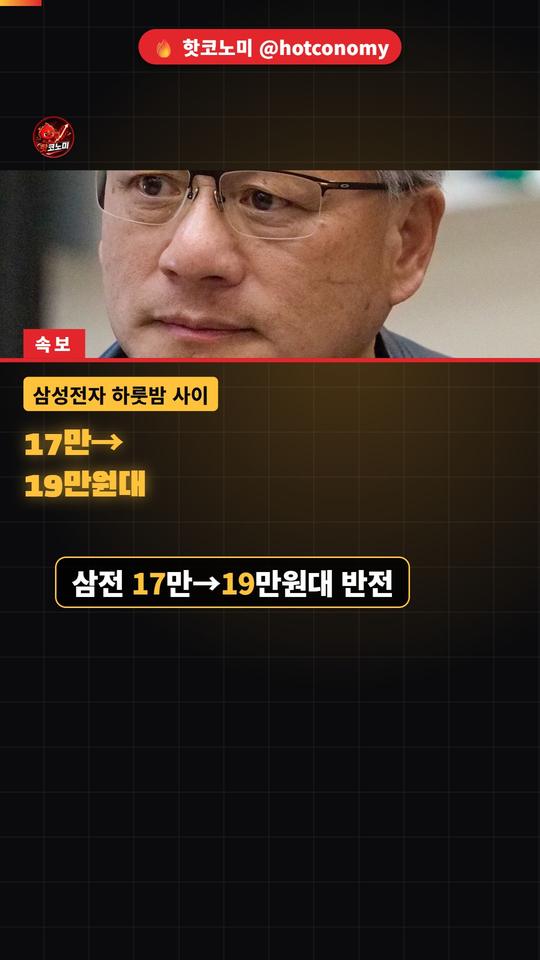 🔥 핫코노미 @hotconomy
핫코노미
속보
삼성전자 하룻밤 사이
17만→
19만원대
삼전 17만→19만원대 반전